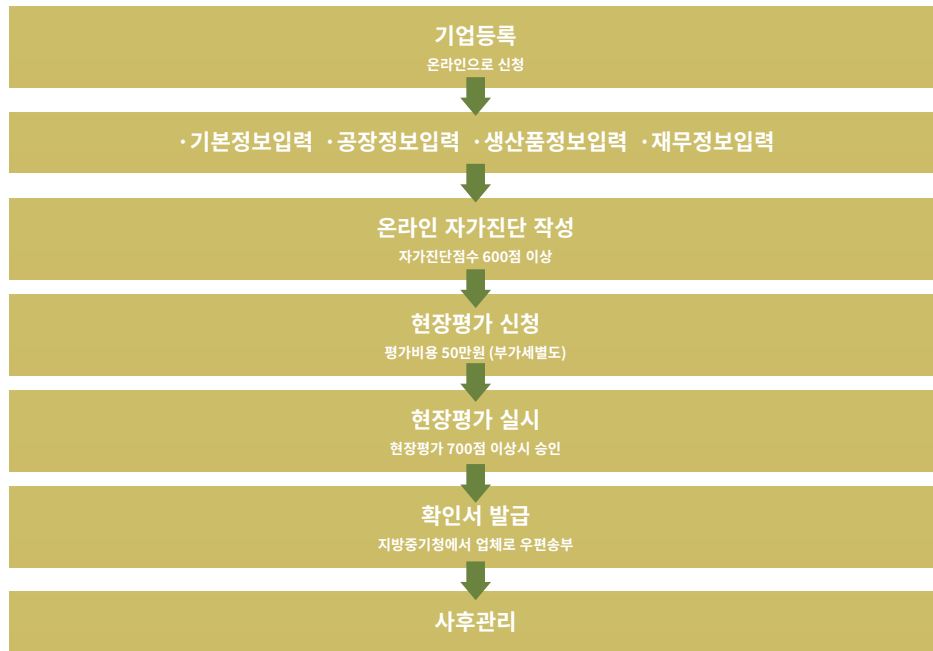 기업등록
온라인으로 신청
·기본정보입력 ·공장정보입력 ·생산품정보입력 ·재무정보입력
온라인 자가진단 작성
자가진단점수 600점 이상
현장평가 신청
평가비용 50만원 (부가세별도)
현장평가 실시
현장평가 700점 이상시 승인
확인서 발급
지방중기청에서 업체로 우편송부
사후관리